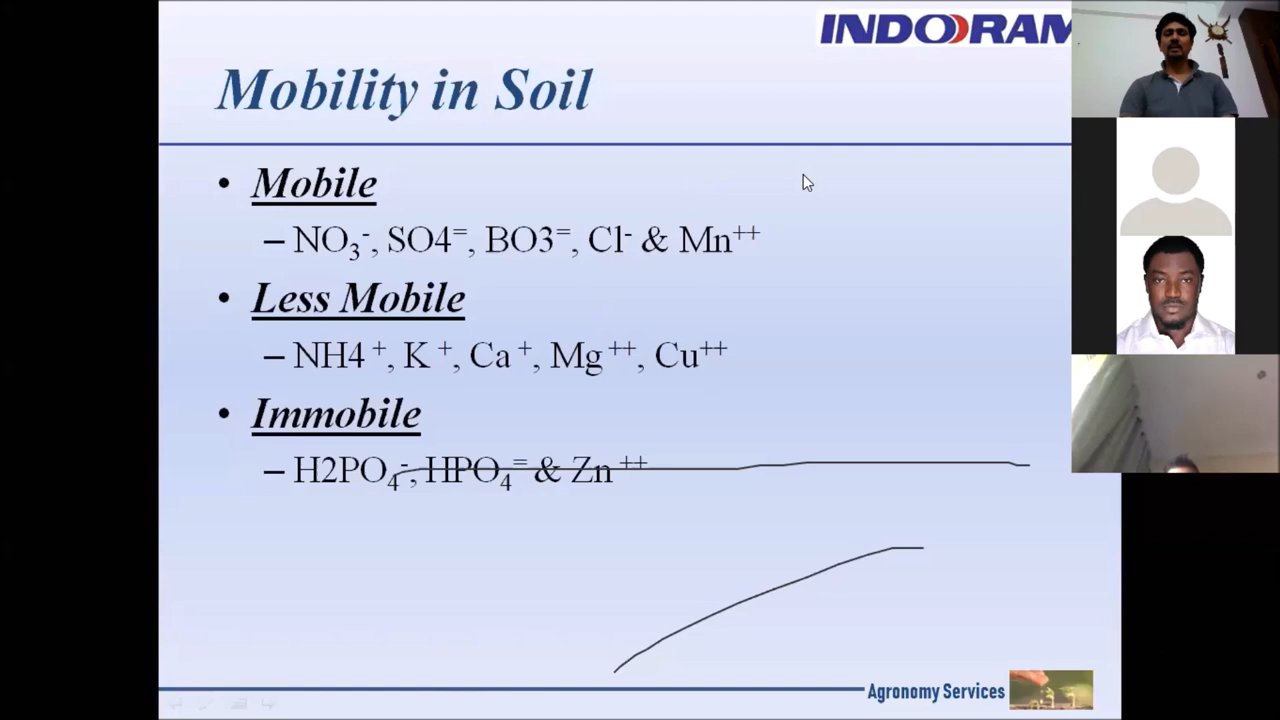 INDORAM
Mobility in Soil
• Mobile
– NO₃⁻, SO4⁼, BO3⁼, Cl⁻ & Mn⁺⁺
• Less Mobile
– NH4 ⁺, K ⁺, Ca ⁺, Mg ⁺⁺, Cu⁺⁺
• Immobile
– H2PO₄⁻, HPO₄⁼ & Zn ⁺⁺
Agronomy Services